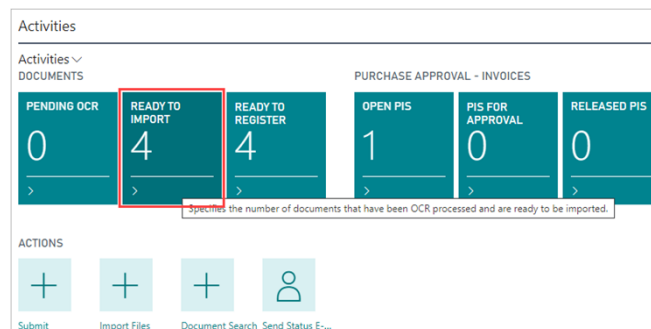 Activities
Activities
DOCUMENTS
PURCHASE APPROVAL - INVOICES
PENDING OCR
0
READY TO
IMPORT
4
READY TO
REGISTER
4
OPEN PIS
1
PIS FOR
APPROVAL
0
RELEASED PIS
0
Specifies the number of documents that have been OCR processed and are ready to be imported.
ACTIONS
Submit
Import Files
Document Search
Send Status E-...